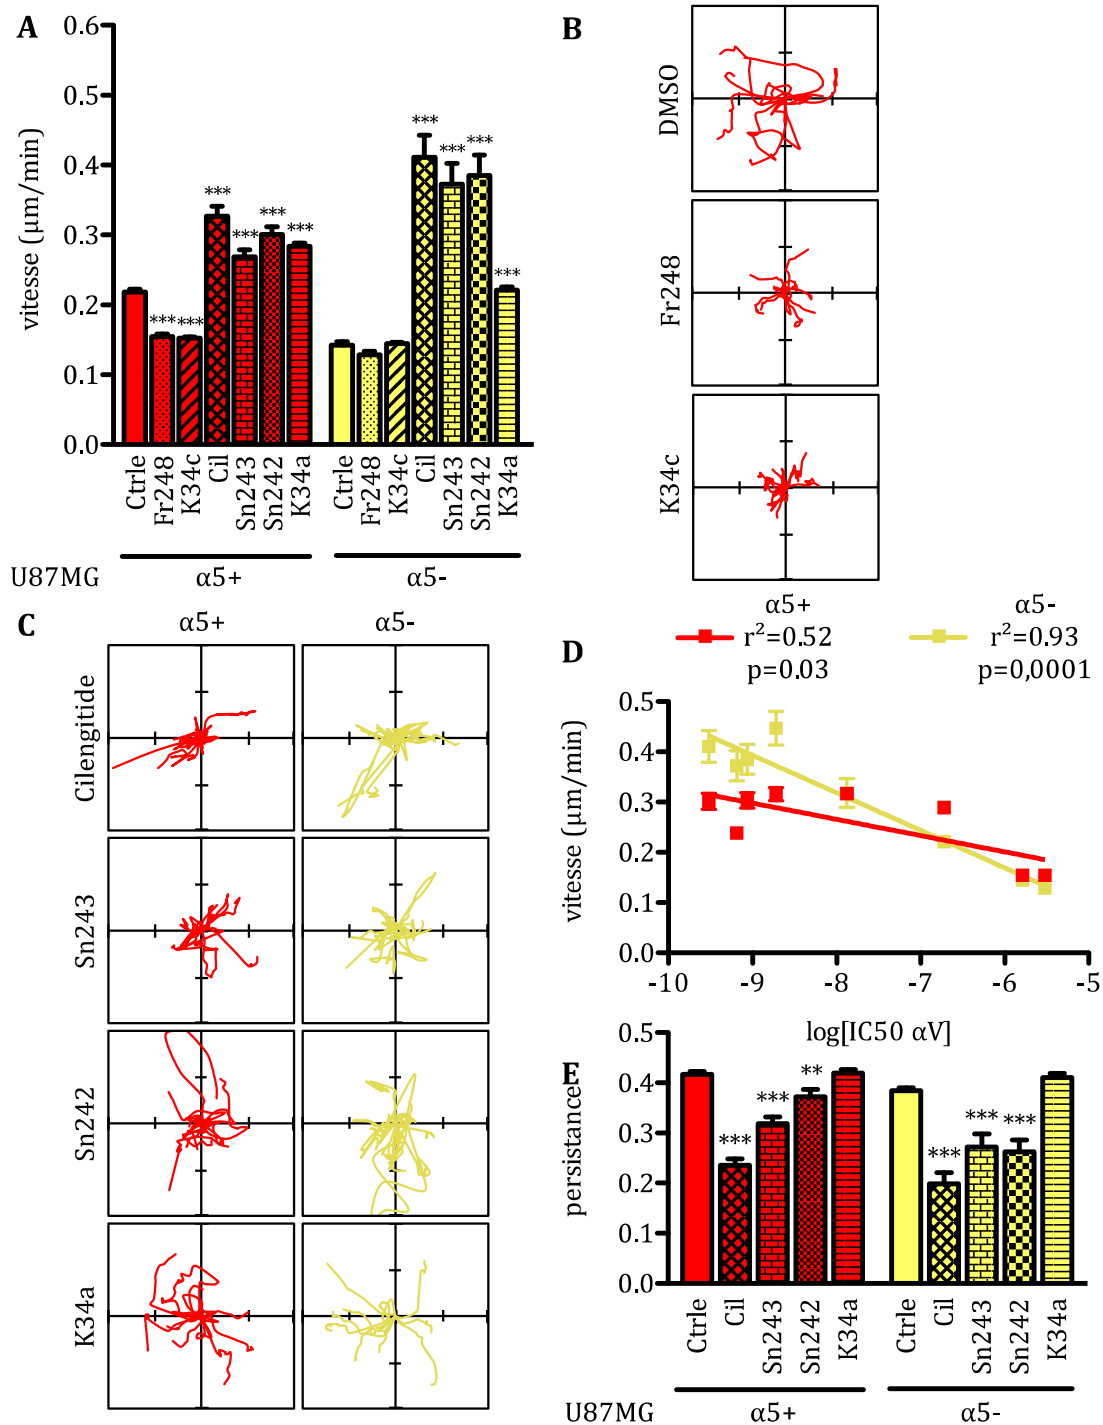 A
vitesse (µm/min)
0.6
0.5
0.4
0.3
0.2
0.1
0.0
*** *** *** *** *** ***
*** *** *** ***
Ctrle Fr248 K34c Cil Sn243 Sn242 K34a
Ctrle Fr248 K34c Cil Sn243 Sn242 K34a
U87MG α5+ α5-
B
DMSO
Fr248
K34c
C
α5+ α5-
Cilengitide
Sn243
Sn242
K34a
D
α5+ α5-
r²=0.52 r²=0.93
p=0.03 p=0,0001
vitesse (µm/min)
0.5
0.4
0.3
0.2
0.1
0.0
-10 -9 -8 -7 -6 -5
log[IC50 αV]
E
persistance
0.5
0.4
0.3
0.2
0.1
0.0
*** *** **
*** *** ***
Ctrle Cil Sn243 Sn242 K34a
Ctrle Cil Sn243 Sn242 K34a
U87MG α5+ α5-